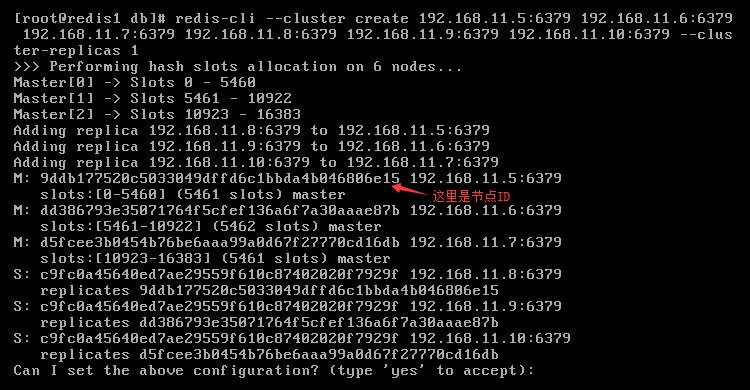 [root@redis1 db]# redis-cli --cluster create 192.168.11.5:6379 192.168.11.6:6379
192.168.11.7:6379 192.168.11.8:6379 192.168.11.9:6379 192.168.11.10:6379 --clus
ter-replicas 1
>>> Performing hash slots allocation on 6 nodes...
Master[0] -> Slots 0 - 5460
Master[1] -> Slots 5461 - 10922
Master[2] -> Slots 10923 - 16383
Adding replica 192.168.11.8:6379 to 192.168.11.5:6379
Adding replica 192.168.11.9:6379 to 192.168.11.6:6379
Adding replica 192.168.11.10:6379 to 192.168.11.7:6379
M: 9ddb177520c5033049dffd6c1bbda4b046806e15 192.168.11.5:6379
slots:[0-5460] (5461 slots) master
这里是节点ID
M: dd386793e35071764f5cfef136a6f7a30aaae87b 192.168.11.6:6379
slots:[5461-10922] (5462 slots) master
M: d5fcee3b0454b76be6aaa99a0d67f27770cd16db 192.168.11.7:6379
slots:[10923-16383] (5461 slots) master
S: c9fc0a45640ed7ae29559f610c87402020f7929f 192.168.11.8:6379
replicates 9ddb177520c5033049dffd6c1bbda4b046806e15
S: c9fc0a45640ed7ae29559f610c87402020f7929f 192.168.11.9:6379
replicates dd386793e35071764f5cfef136a6f7a30aaae87b
S: c9fc0a45640ed7ae29559f610c87402020f7929f 192.168.11.10:6379
replicates d5fcee3b0454b76be6aaa99a0d67f27770cd16db
Can I set the above configuration? (type 'yes' to accept):